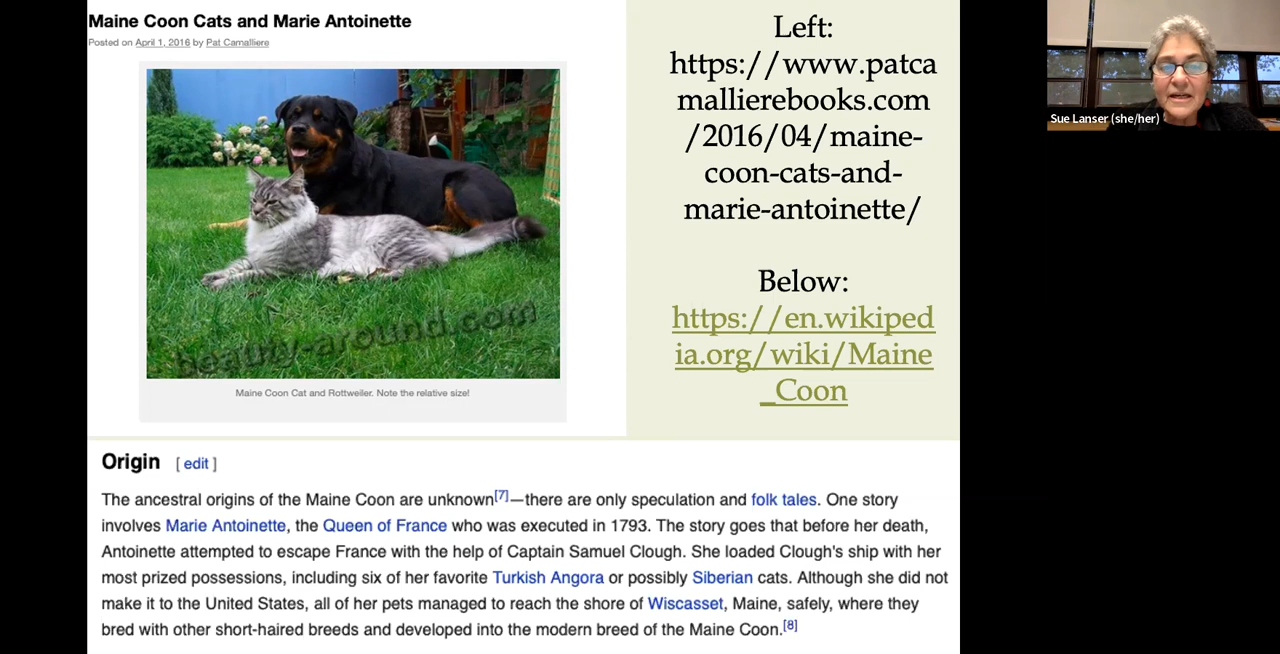 Maine Coon Cats and Marie Antoinette
Posted on April 1, 2016 by Pat Camalliere
beauty-around.com
Maine Coon Cat and Rottweiler. Note the relative size!
Left:
https://www.patca
mallierebooks.com
/2016/04/maine-
coon-cats-and-
marie-antoinette/
Below:
https://en.wikiped
ia.org/wiki/Maine
_Coon
Sue Lanser (she/her)
Origin [ edit ]
The ancestral origins of the Maine Coon are unknown[7]—there are only speculation and folk tales. One story
involves Marie Antoinette, the Queen of France who was executed in 1793. The story goes that before her death,
Antoinette attempted to escape France with the help of Captain Samuel Clough. She loaded Clough's ship with her
most prized possessions, including six of her favorite Turkish Angora or possibly Siberian cats. Although she did not
make it to the United States, all of her pets managed to reach the shore of Wiscasset, Maine, safely, where they
bred with other short-haired breeds and developed into the modern breed of the Maine Coon.[8]